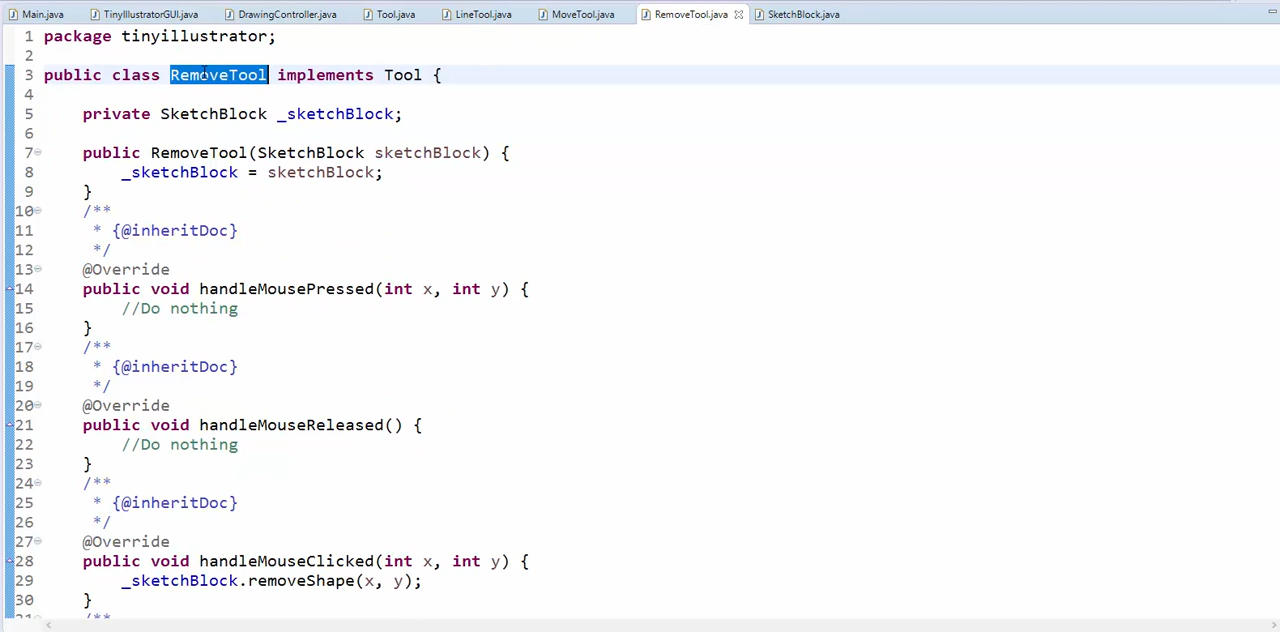 Main.java TinyIllustratorGUI.java DrawingController.java Tool.java LineTool.java MoveTool.java RemoveTool.java SketchBlock.java
1 package tinyillustrator;
2
3 public class RemoveTool implements Tool {
4
5 private SketchBlock _sketchBlock;
6
7 public RemoveTool(SketchBlock sketchBlock) {
8 _sketchBlock = sketchBlock;
9 }
10 /**
11 * {@inheritDoc}
12 */
13 @Override
14 public void handleMousePressed(int x, int y) {
15 //Do nothing
16 }
17 /**
18 * {@inheritDoc}
19 */
20 @Override
21 public void handleMouseReleased() {
22 //Do nothing
23 }
24 /**
25 * {@inheritDoc}
26 */
27 @Override
28 public void handleMouseClicked(int x, int y) {
29 _sketchBlock.removeShape(x, y);
30 }
31 /**